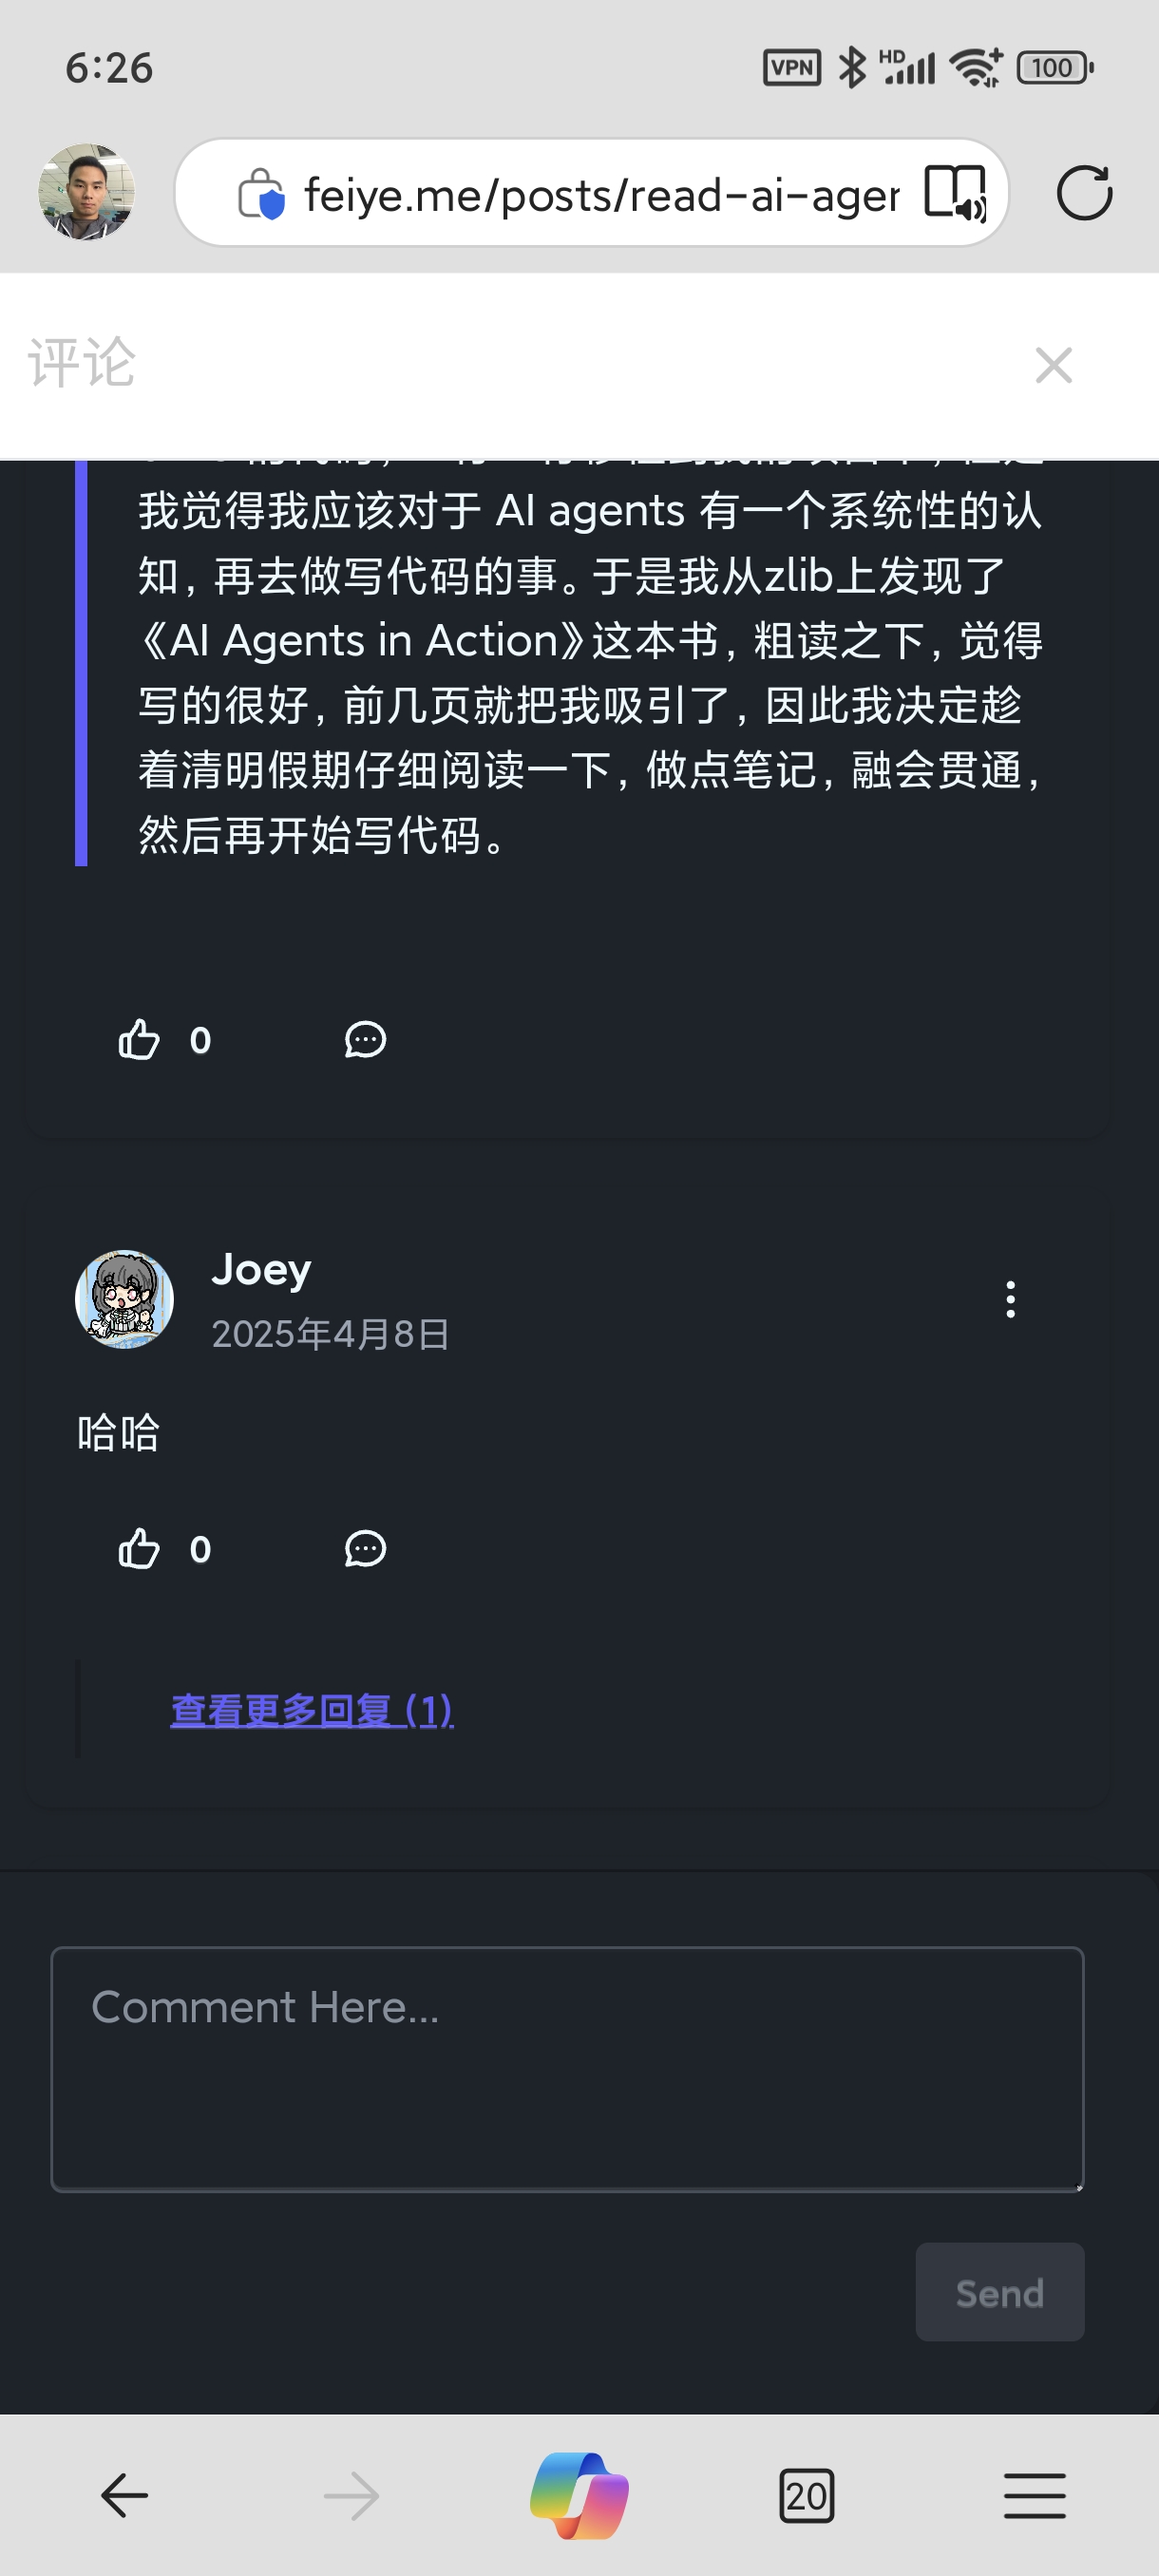 6:26
VPN
HD
100
feiye.me/posts/read-ai-ager
评论
我觉得我应该对于 AI agents 有一个系统性的认
知，再去做写代码的事。于是我从zlib上发现了
《AI Agents in Action》这本书，粗读之下，觉得
写的很好，前几页就把我吸引了，因此我决定趁
着清明假期仔细阅读一下，做点笔记，融会贯通，
然后再开始写代码。
0
Joey
2025年4月8日
哈哈
0
查看更多回复 (1)
Comment Here...
Send
20